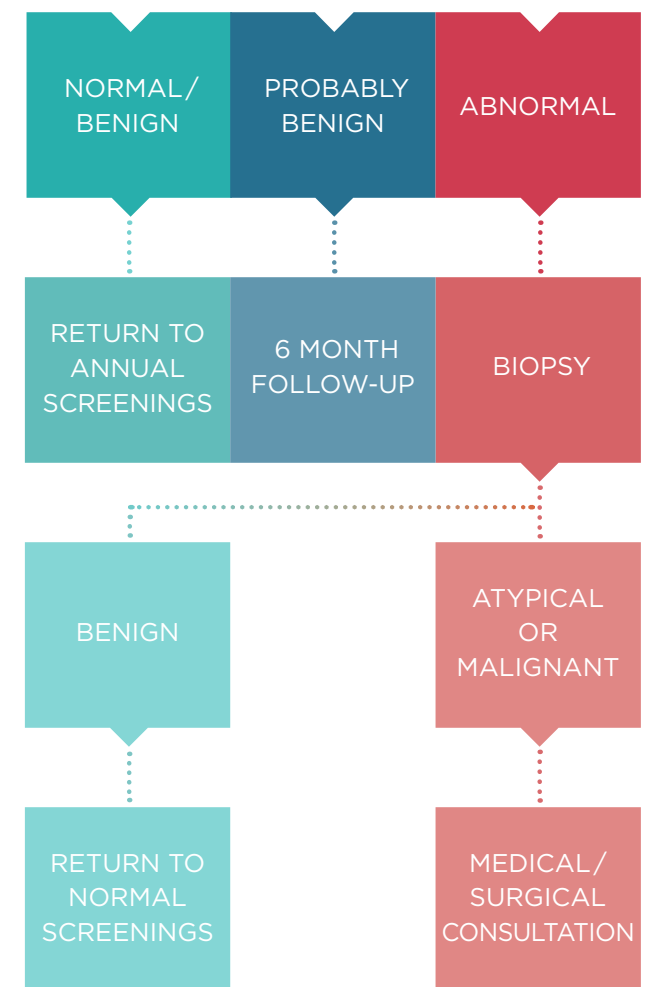 NORMAL/
BENIGN
PROBABLY
BENIGN
ABNORMAL
RETURN TO
ANNUAL
SCREENINGS
6 MONTH
FOLLOW-UP
BIOPSY
BENIGN
ATYPICAL
OR
MALIGNANT
RETURN TO
NORMAL
SCREENINGS
MEDICAL/
SURGICAL
CONSULTATION